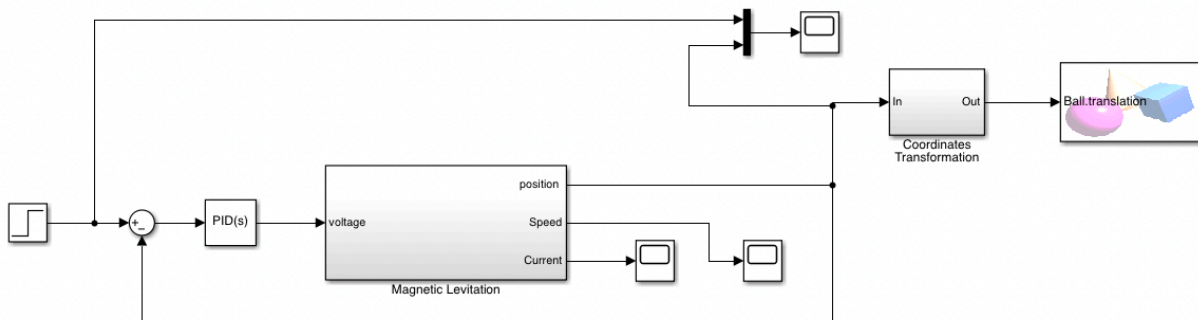 In
Out
Ball.translation
Coordinates
Transformation
position
+
−
PID(s)
voltage
Speed
Current
Magnetic Levitation